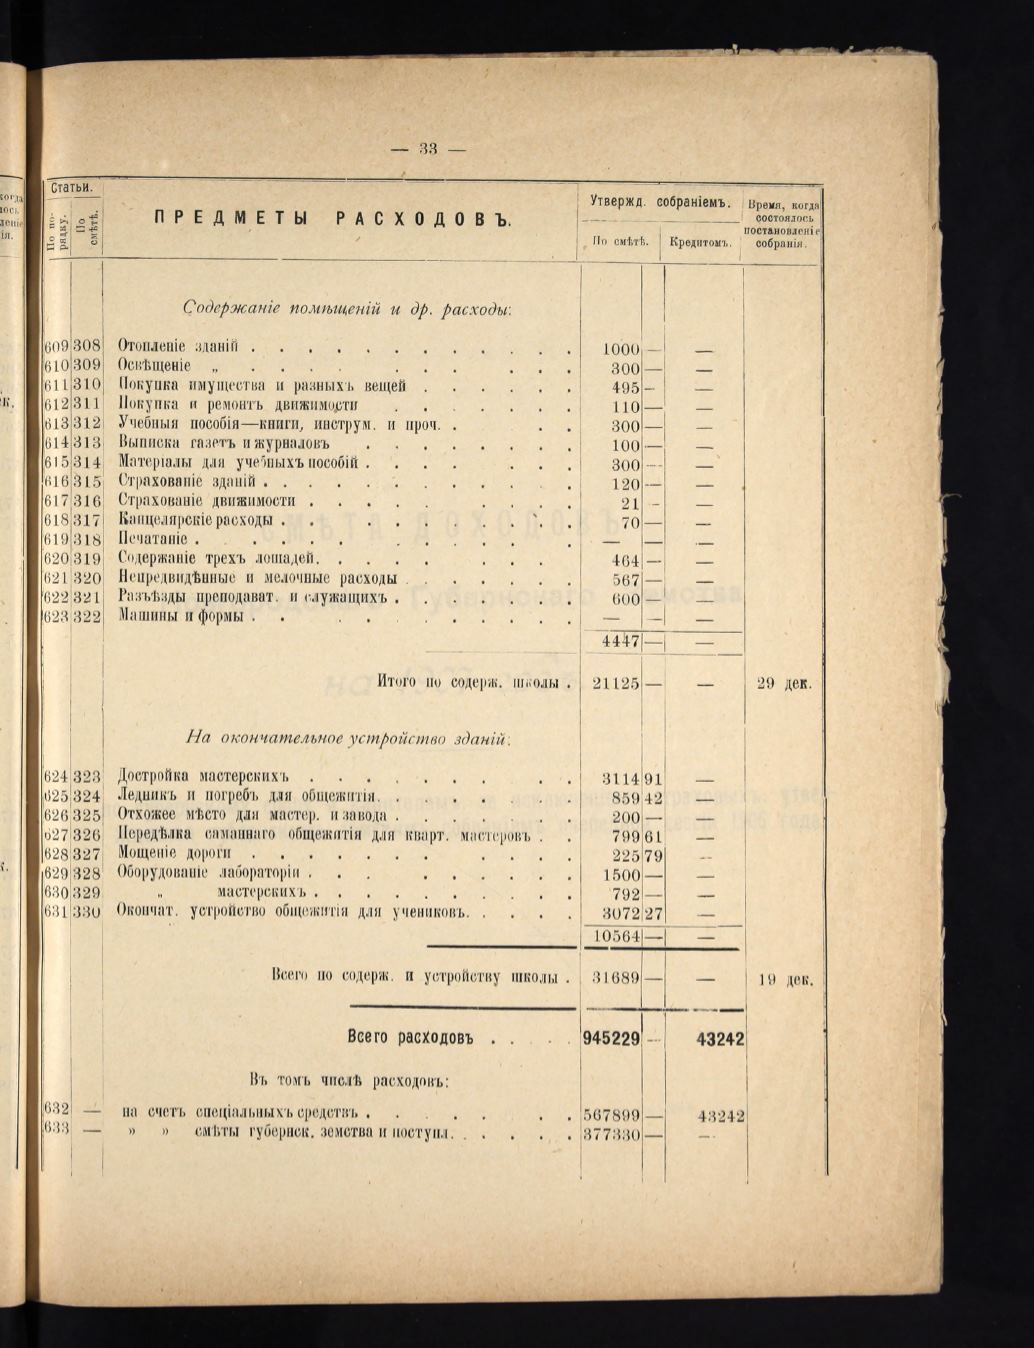 — 33 —
Статьи.
По по-рядку.
По смѣтѣ.
ПРЕДМЕТЫ РАСХОДОВЪ.
Утвержд. собраніемъ.
По смѣтѣ.
Кредитомъ.
Время, когда
состоялось
постановленіе
собранія.
Содержаніе помѣщеній и др. расходы:
609 308 Отопленіе зданій . . . . . . . . . . . . 1000 — —
610 309 Освѣщеніе „ . . . . . . . . . . 300 — —
611 310 Покупка имущества и разныхъ вещей . . . . . . 495 — —
612 311 Покупка и ремонтъ движимости . . . . . . . 110 — —
613 312 Учебныя пособія—книги, инструм. и проч. . . . 300 — —
614 313 Выписка газетъ и журналовъ . . . . . . . . 100 — —
615 314 Матеріалы для учебныхъ пособій . . . . . . . 300 — —
616 315 Страхованіе зданій . . . . . . . . . . . 120 — —
617 316 Страхованіе движимости . . . . . . . . . 21 — —
618 317 Канцелярскіе расходы . . . . . . . . . . 70 — —
619 318 Печатаніе . . . . . . . . . . . — — —
620 319 Содержаніе трехъ лошадей. . . . . . . . 464 — —
621 320 Непредвидѣнные и мелочные расходы . . . . . . 567 — —
622 321 Разъѣзды преподават. и служащихъ . . . . . . 600 — —
623 322 Машины и формы . . . . . . . . . . — — —
4447 — —
Итого по содерж. школы . 21125 — — 29 дек.
На окончательное устройство зданій:
624 323 Достройка мастерскихъ . . . . . . . . . 3114 91 —
625 324 Ледникъ и погребъ для общежитія. . . . . . . 859 42 —
626 325 Отхожее мѣсто для мастер. и завода . . . . . . 200 — —
627 326 Передѣлка саманнаго общежитія для кварт. мастеровъ . . 799 61 —
628 327 Мощеніе дороги . . . . . . . . . . . 225 79 —
629 328 Оборудованіе лабораторіи . . . . . . . . . 1500 — —
630 329 „ мастерскихъ . . . . . . . . . 792 — —
631 330 Окончат. устройство общежитія для учениковъ. . . . . 3072 27 —
10564 — —
Всего по содерж. и устройству школы . 31689 — — 19 дек.
Всего расходовъ . . . . 945229 — 43242
Въ томъ числѣ расходовъ:
632 — на счетъ спеціальныхъ средствъ . . . . . . . 567899 — 43242
633 — » » смѣты губернск. земства и поступл. . . . . . 377330 — —